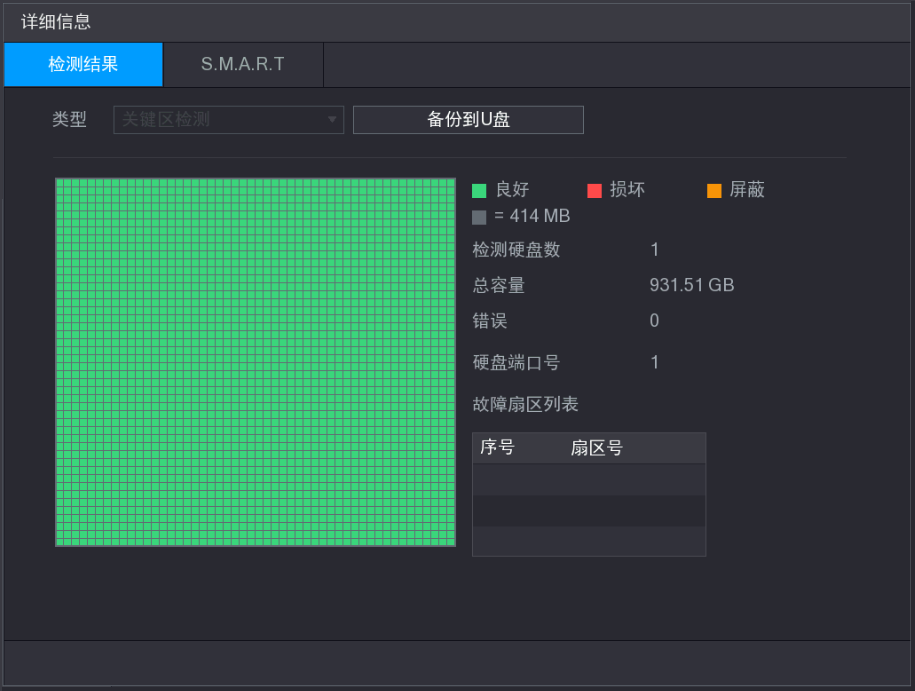 详细信息
检测结果 S.M.A.R.T
类型 关键区检测 备份到U盘
良好 损坏 屏蔽
= 414 MB
检测硬盘数 1
总容量 931.51 GB
错误 0
硬盘端口号 1
故障扇区列表
序号 扇区号